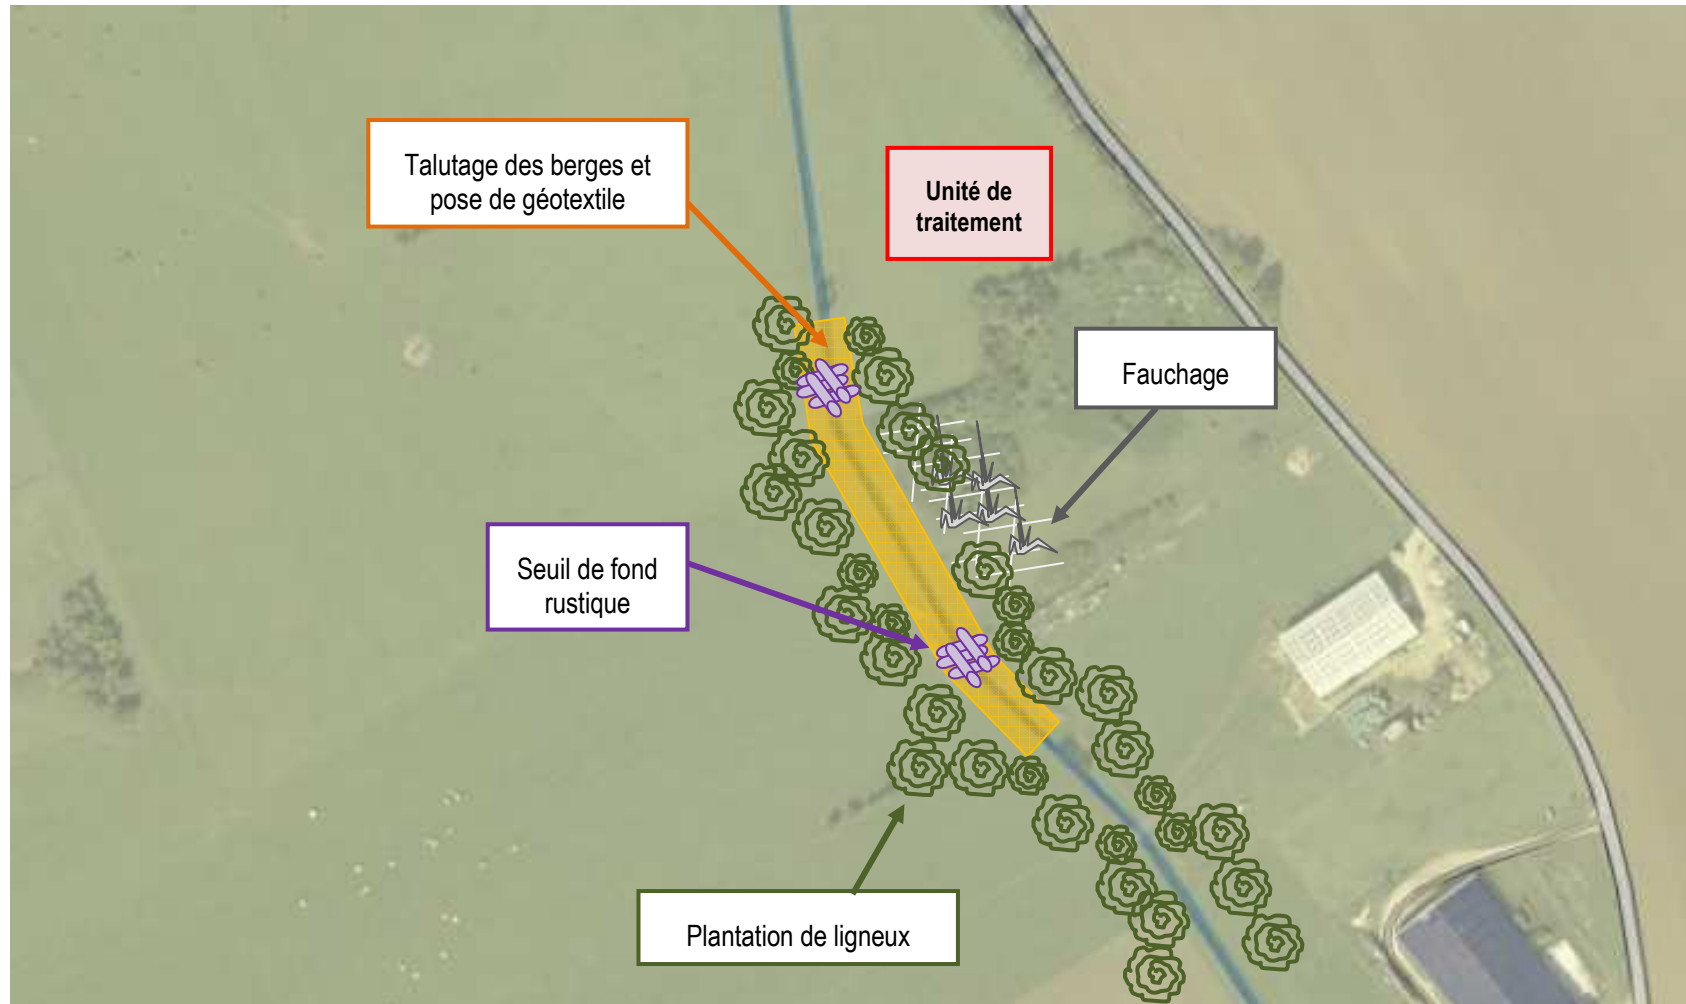 Talutage des berges et
pose de géotextile
Unité de
traitement
Fauchage
Seuil de fond
rustique
Plantation de ligneux